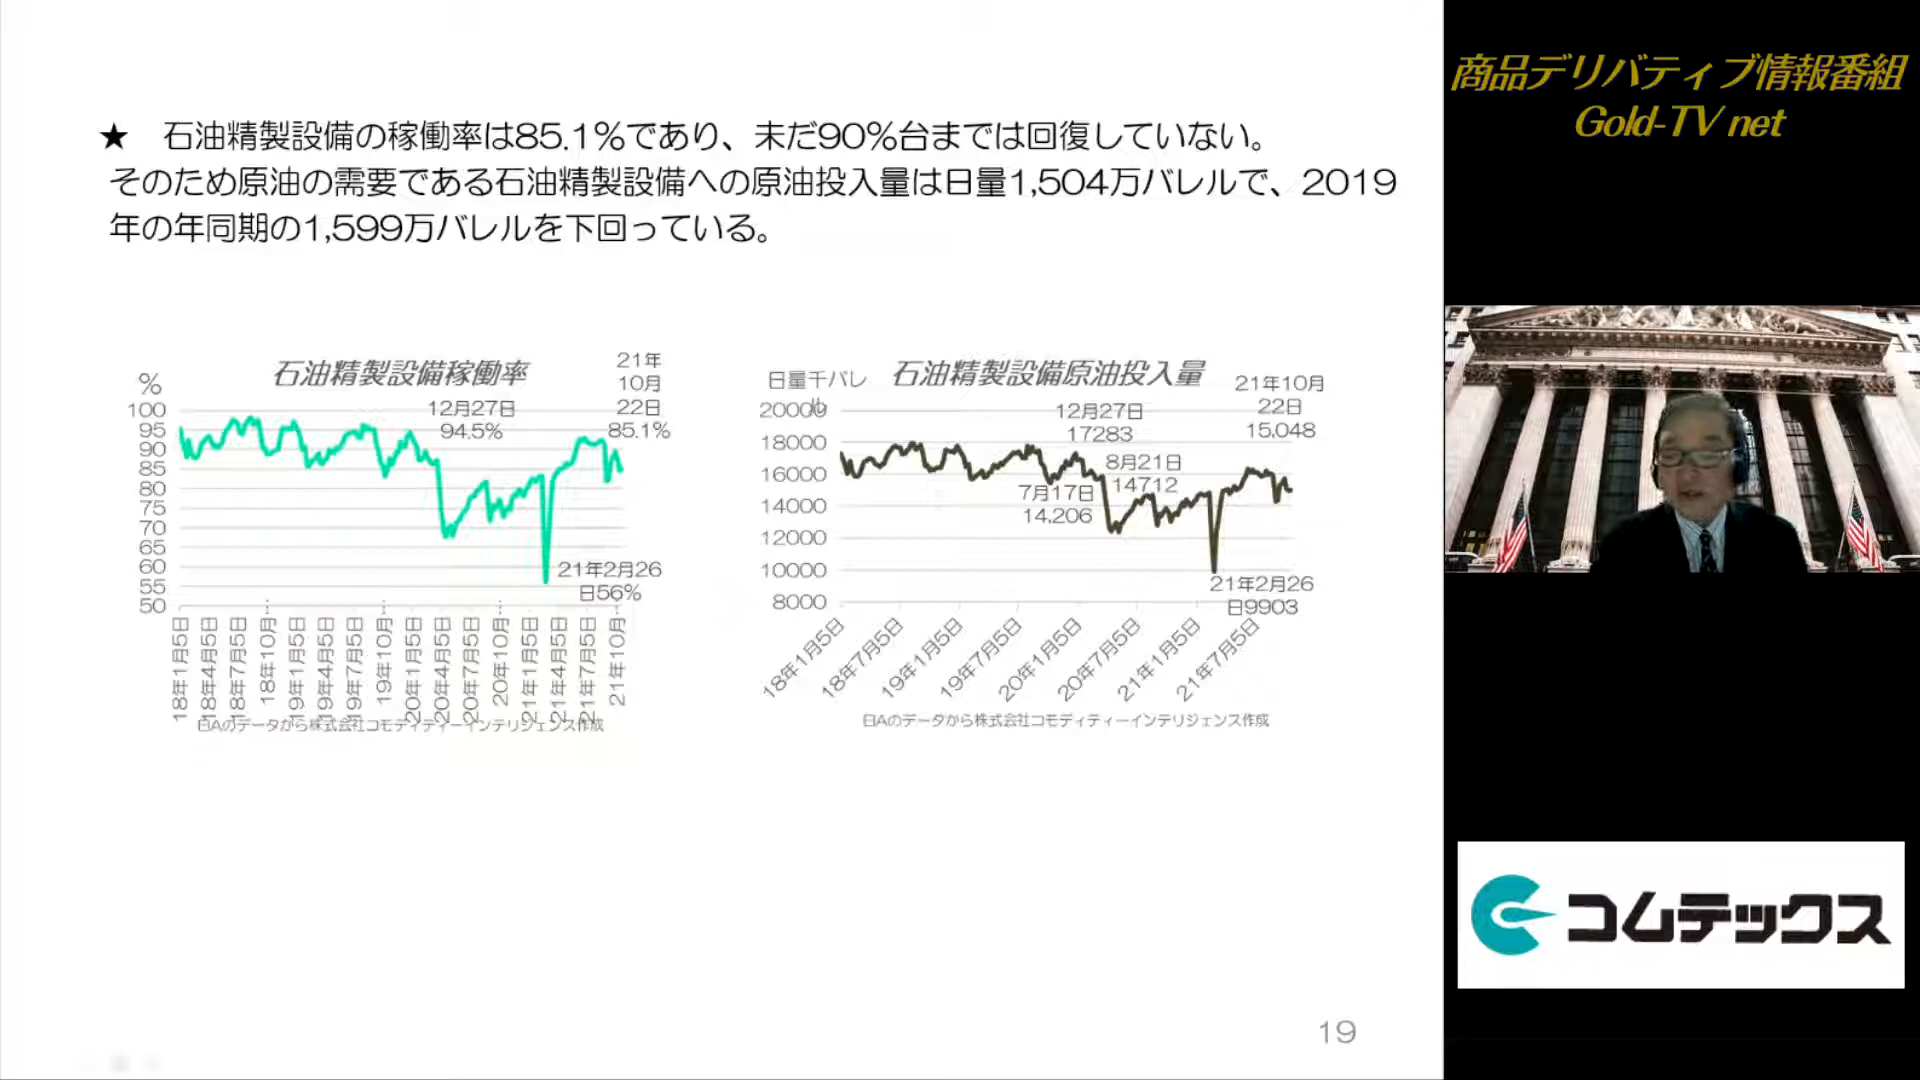 ★ 石油精製設備の稼働率は85.1%であり、未だ90%台までは回復していない。
そのため原油の需要である石油精製設備への原油投入量は日量1,504万バレルで、2019
年の年同期の1,599万バレルを下回っている。
石油精製設備稼働率
%
100
95
90
85
80
75
70
65
60
55
50
12月27日
94.5%
21年
10月
22日
85.1%
21年2月26
日56%
18年1月5日
18年4月5日
18年7月5日
18年10月
19年1月5日
19年4月5日
19年7月5日
19年10月
20年1月5日
20年4月5日
20年7月5日
20年10月
21年1月5日
21年4月5日
21年7月5日
21年10月
EIAのデータから株式会社コモディティーインテリジェンス作成
石油精製設備原油投入量
日量千バレ
ル
20000
18000
16000
14000
12000
10000
8000
12月27日
17283
21年10月
22日
15,048
8月21日
14712
7月17日
14,206
21年2月26
日9903
18年1月5日
18年7月5日
19年1月5日
19年7月5日
20年1月5日
20年7月5日
21年1月5日
21年7月5日
EIAのデータから株式会社コモディティーインテリジェンス作成
19
商品デリバティブ情報番組
Gold-TV net
コムテックス